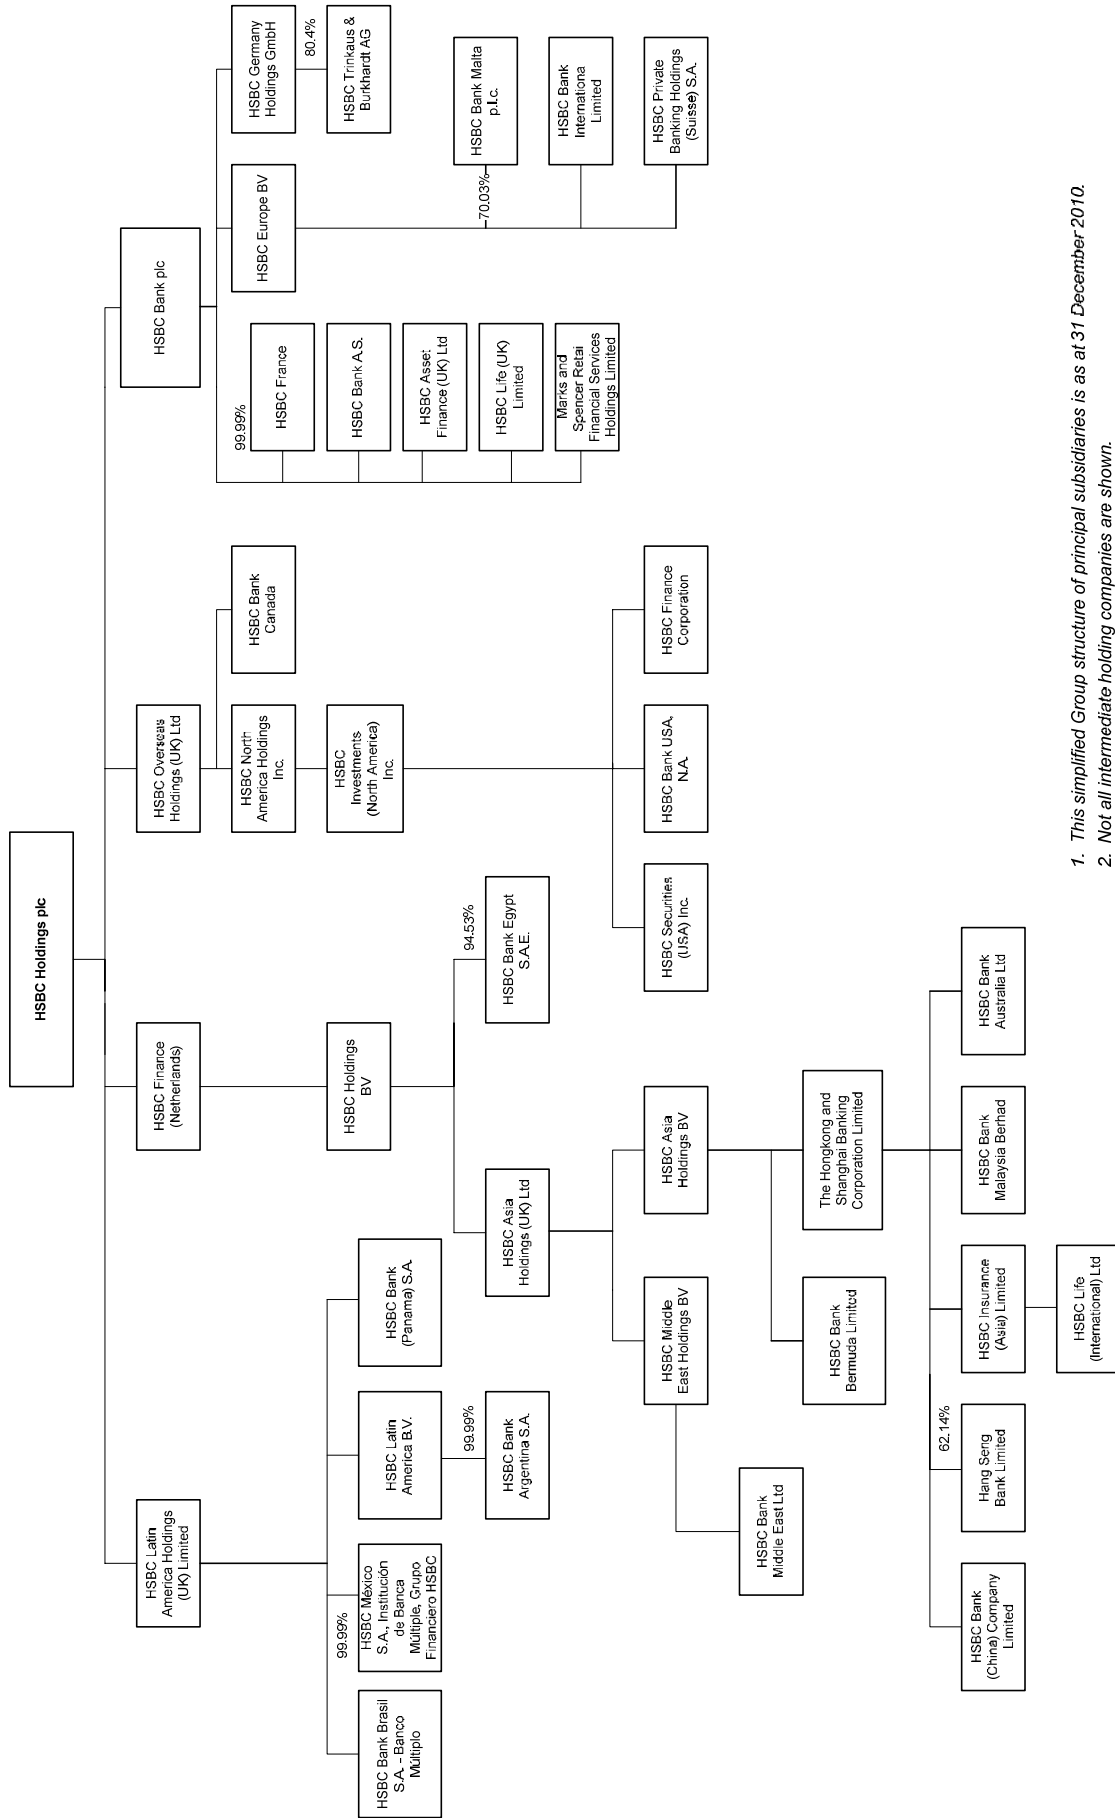 HSBC Holdings plc
HSBC Latin
America Holdings
(UK) Limited
HSBC Finance
(Netherlands)
HSBC Overseas
Holdings (UK) Ltd
HSBC Bank plc
HSBC North
America Holdings
Inc.
HSBC Bank
Canada
HSBC Europe BV
HSBC Germany
Holdings GmbH
99.99%
HSBC France
80.4%
99.99%
HSBC Bank Brasil
S.A. - Banco
Múltiplo
HSBC México
S.A., Institución
de Banca
Múltiple, Grupo
Financiero HSBC
HSBC Latin
America B.V.
HSBC Bank
(Panama) S.A.
HSBC Holdings
BV
HSBC
Investments
(North America)
Inc.
HSBC Bank A.S.
HSBC Trinkaus &
Burkhardt AG
HSBC Asset
Finance (UK) Ltd
99.99%
HSBC Bank
Argentina S.A.
94.53%
HSBC Asia
Holdings (UK) Ltd
HSBC Bank Egypt
S.A.E.
HSBC Life (UK)
Limited
70.03%
HSBC Bank Malta
p.l.c.
Marks and
Spencer Retai
Financial Services
Holdings Limited
HSBC Bank
Internationa
Limited
HSBC Middle
East Holdings BV
HSBC Asia
Holdings BV
HSBC Securities
(USA) Inc.
HSBC Bank USA,
N.A.
HSBC Finance
Corporation
HSBC Private
Banking Holdings
(Suisse) S.A.
HSBC Bank
Middle East Ltd
HSBC Bank
Bermuda Limited
The Hongkong and
Shanghai Banking
Corporation Limited
62.14%
HSBC Bank
(China) Company
Limited
Hang Seng
Bank Limited
HSBC Insurance
(Asia) Limited
HSBC Bank
Malaysia Berhad
HSBC Bank
Australia Ltd
HSBC Life
(International) Ltd
1. This simplified Group structure of principal subsidiaries is as at 31 December 2010.
2. Not all intermediate holding companies are shown.